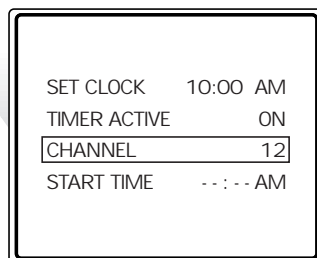 SET CLOCK 10:00 AM
TIMER ACTIVE ON
CHANNEL 12
START TIME - - : - - AM